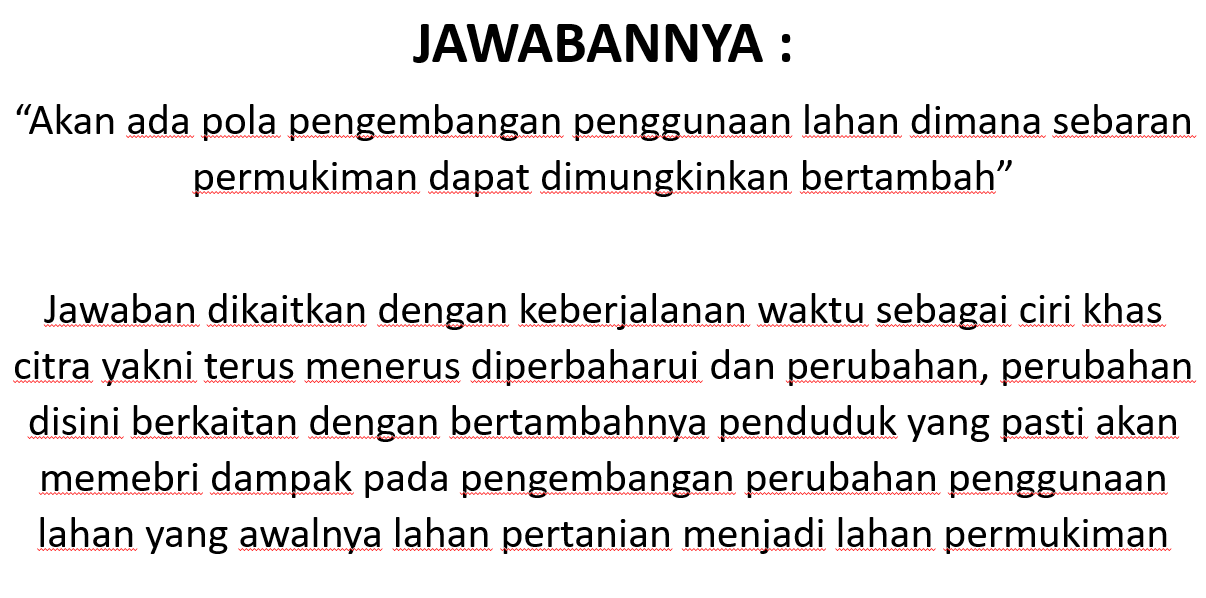 JAWABANNYA :
“Akan ada pola pengembangan penggunaan lahan dimana sebaran
permukiman dapat dimungkinkan bertambah”
Jawaban dikaitkan dengan keberjalanan waktu sebagai ciri khas
citra yakni terus menerus diperbaharui dan perubahan, perubahan
disini berkaitan dengan bertambahnya penduduk yang pasti akan
memebri dampak pada pengembangan perubahan penggunaan
lahan yang awalnya lahan pertanian menjadi lahan permukiman